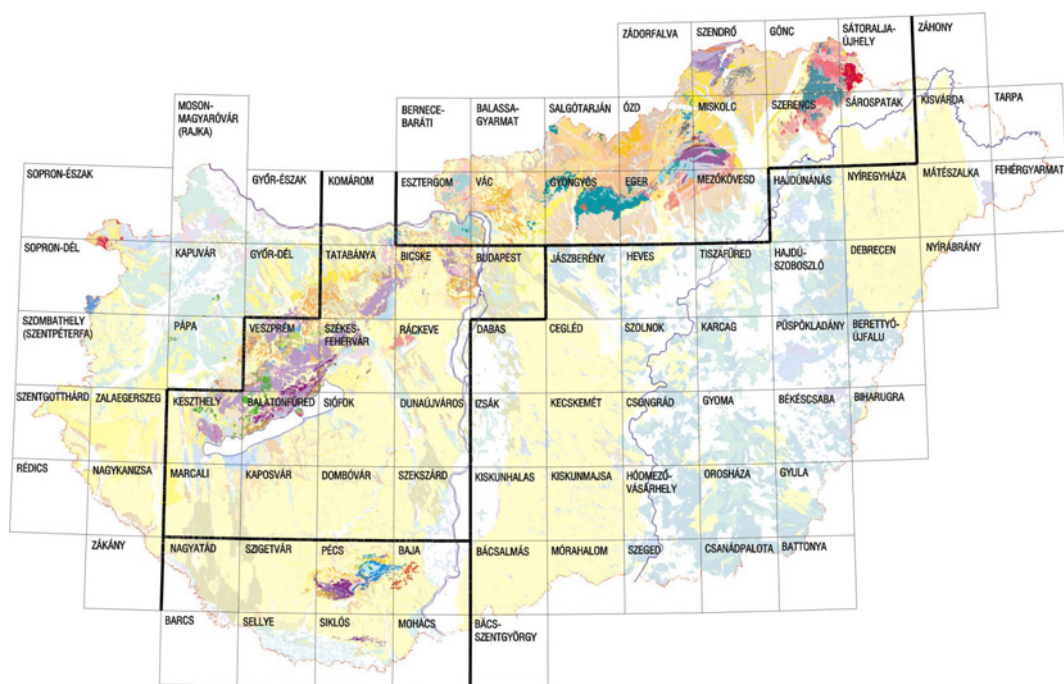 ZÁDORFALVA
SZENDRŐ
GÖNC
SÁTORALJA-
ÚJHELY
ZÁHONY
MOSON-
MAGYARÓVÁR
(RAJKA)
BERNECE-
BARÁTI
BALASSA-
GYARMAT
SALGÓTARJÁN
ÓZD
MISKOLC
SZERENCS
SÁROSPATAK
KISVÁRDA
TARPA
SOPRON-ÉSZAK
GYŐR-ÉSZAK
KOMÁROM
ESZTERGOM
VÁC
GYÖNGYÖS
EGER
MEZŐKÖVESD
HAJDÚNÁNÁS
NYÍREGYHÁZA
MÁTÉSZALKA
FEHÉRGYARMAT
SOPRON-DÉL
KAPUVÁR
GYŐR-DÉL
TATABÁNYA
BICSKE
BUDAPEST
JÁSZBERÉNY
HEVES
TISZAFÜRED
HAJDÚ-
SZOBOSZLÓ
DEBRECEN
NYÍRÁBRÁNY
SZOMBATHELY
(SZENTPÉTERFA)
PÁPA
VESZPRÉM
SZÉKES-
FEHÉRVÁR
RÁCKEVE
DABAS
CEGLÉD
SZOLNOK
KARCAG
PÜSPÖKLADÁNY
BERETTYÓ-
ÚJFALU
SZENTGOTTHÁRD
ZALAEGERSZEG
KESZTHELY
BALATONFÜRED
SIÓFOK
DUNAÚJVÁROS
IZSÁK
KECSKEMÉT
CSONGRÁD
GYOMA
BÉKÉSCSABA
BIHARUGRA
RÉDICS
NAGYKANIZSA
MARCALI
KAPOSVÁR
DOMBÓVÁR
SZEKSZÁRD
KISKUNHALAS
KISKUNMAJSA
HÓDMEZŐ-
VÁSÁRHELY
OROSHÁZA
GYULA
ZÁKÁNY
NAGYATÁD
SZIGETVÁR
PÉCS
BAJA
BÁCSALMÁS
MÓRAHALOM
SZEGED
CSANÁDPALOTA
BATTONYA
BARCS
SELLYE
SIKLÓS
MOHÁCS
BÁCS-
SZENTGYÖRGY